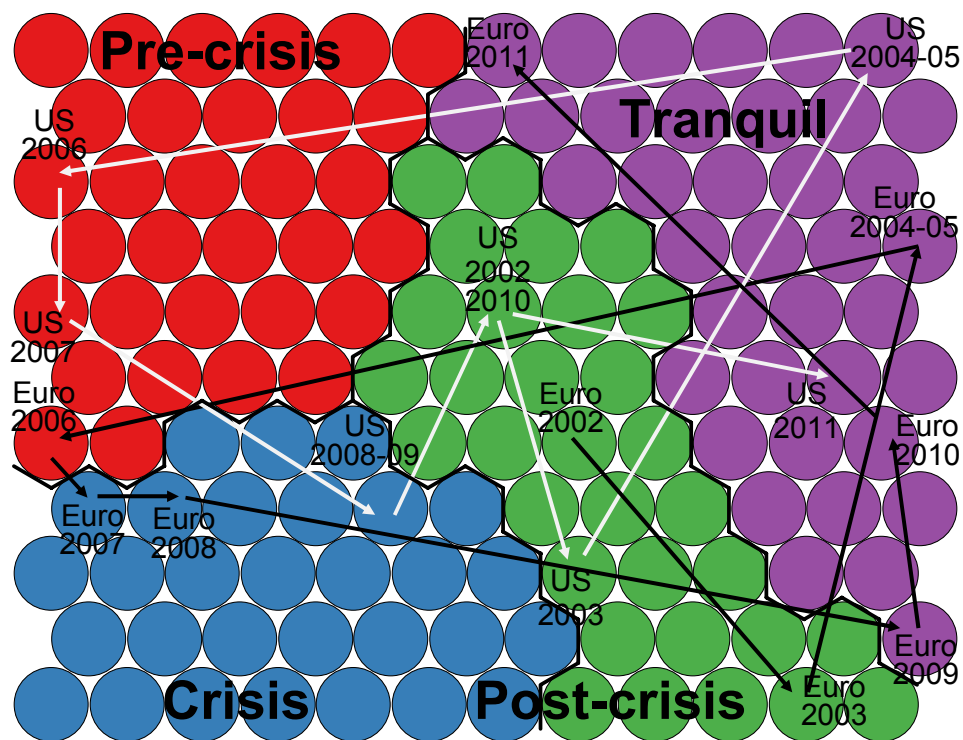 Pre-crisis
Euro
2011
US
2004-05
Tranquil
US
2006
Euro
2004-05
US
2002
2010
US
2007
Euro
2006
Euro
2002
US
2011
US
2008-09
Euro
2010
Euro
2007
Euro
2008
US
2003
Euro
2009
Crisis
Post-crisis
Euro
2003